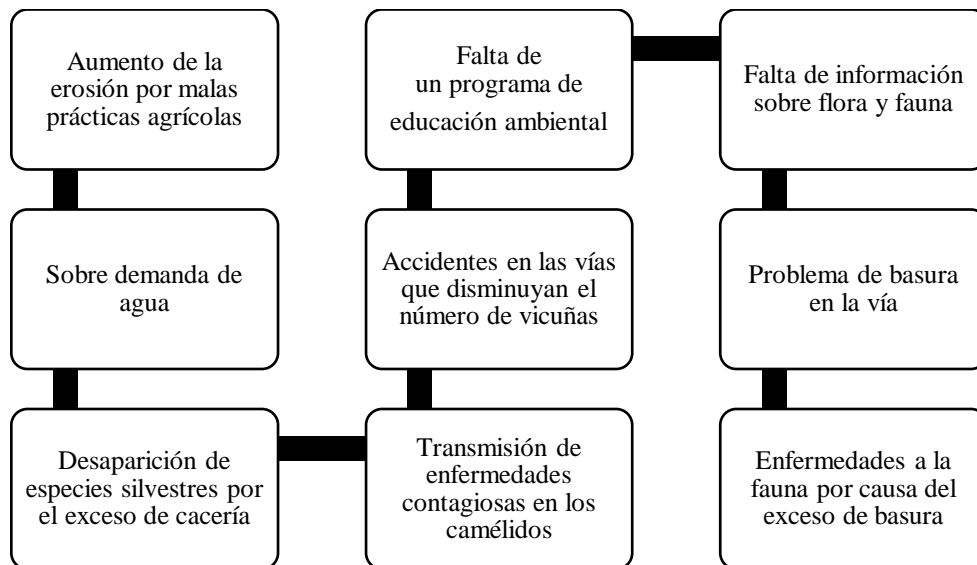 Aumento de la
erosión por malas
prácticas agrícolas
Sobre demanda de
agua
Desaparición de
especies silvestres por
el exceso de cacería
Transmisión de
enfermedades
contagiosas en los
camélidos
Accidentes en las vías
que disminuyan el
número de vicuñas
Falta de
un programa de
educación ambiental
Falta de información
sobre flora y fauna
Problema de basura
en la vía
Enfermedades a la
fauna por causa del
exceso de basura